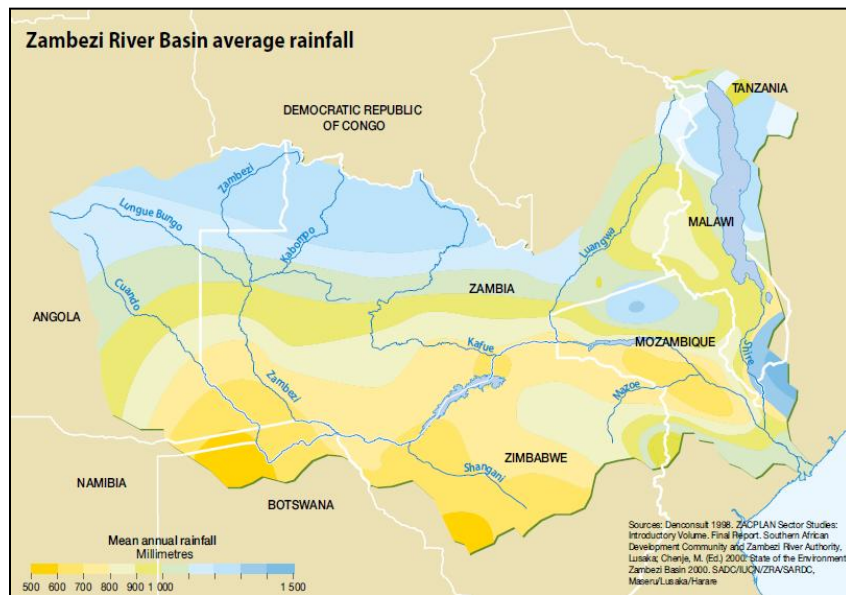 Zambezi River Basin average rainfall
TANZANIA
DEMOCRATIC REPUBLIC
OF CONGO
Zambezi
Lungue Bungo
Kabompo
Luangwa
MALAWI
Cuando
ZAMBIA
ANGOLA
Kafue
MOZAMBIQUE
Shire
Zambezi
Mazoe
ZIMBABWE
Shangani
NAMIBIA
BOTSWANA
Mean annual rainfall
Millimetres
500 600 700 800 900 1 000 1 500
Sources: Denconsult 1998. ZACPLAN Sector Studies:
Introductory Volume. Final Report. Southern African
Development Community and Zambezi River Authority,
Lusaka; Chenje, M. (Ed.) 2000. State of the Environment
Zambezi Basin 2000. SADC/IUCN/ZRA/SARDC,
Maseru/Lusaka/Harare